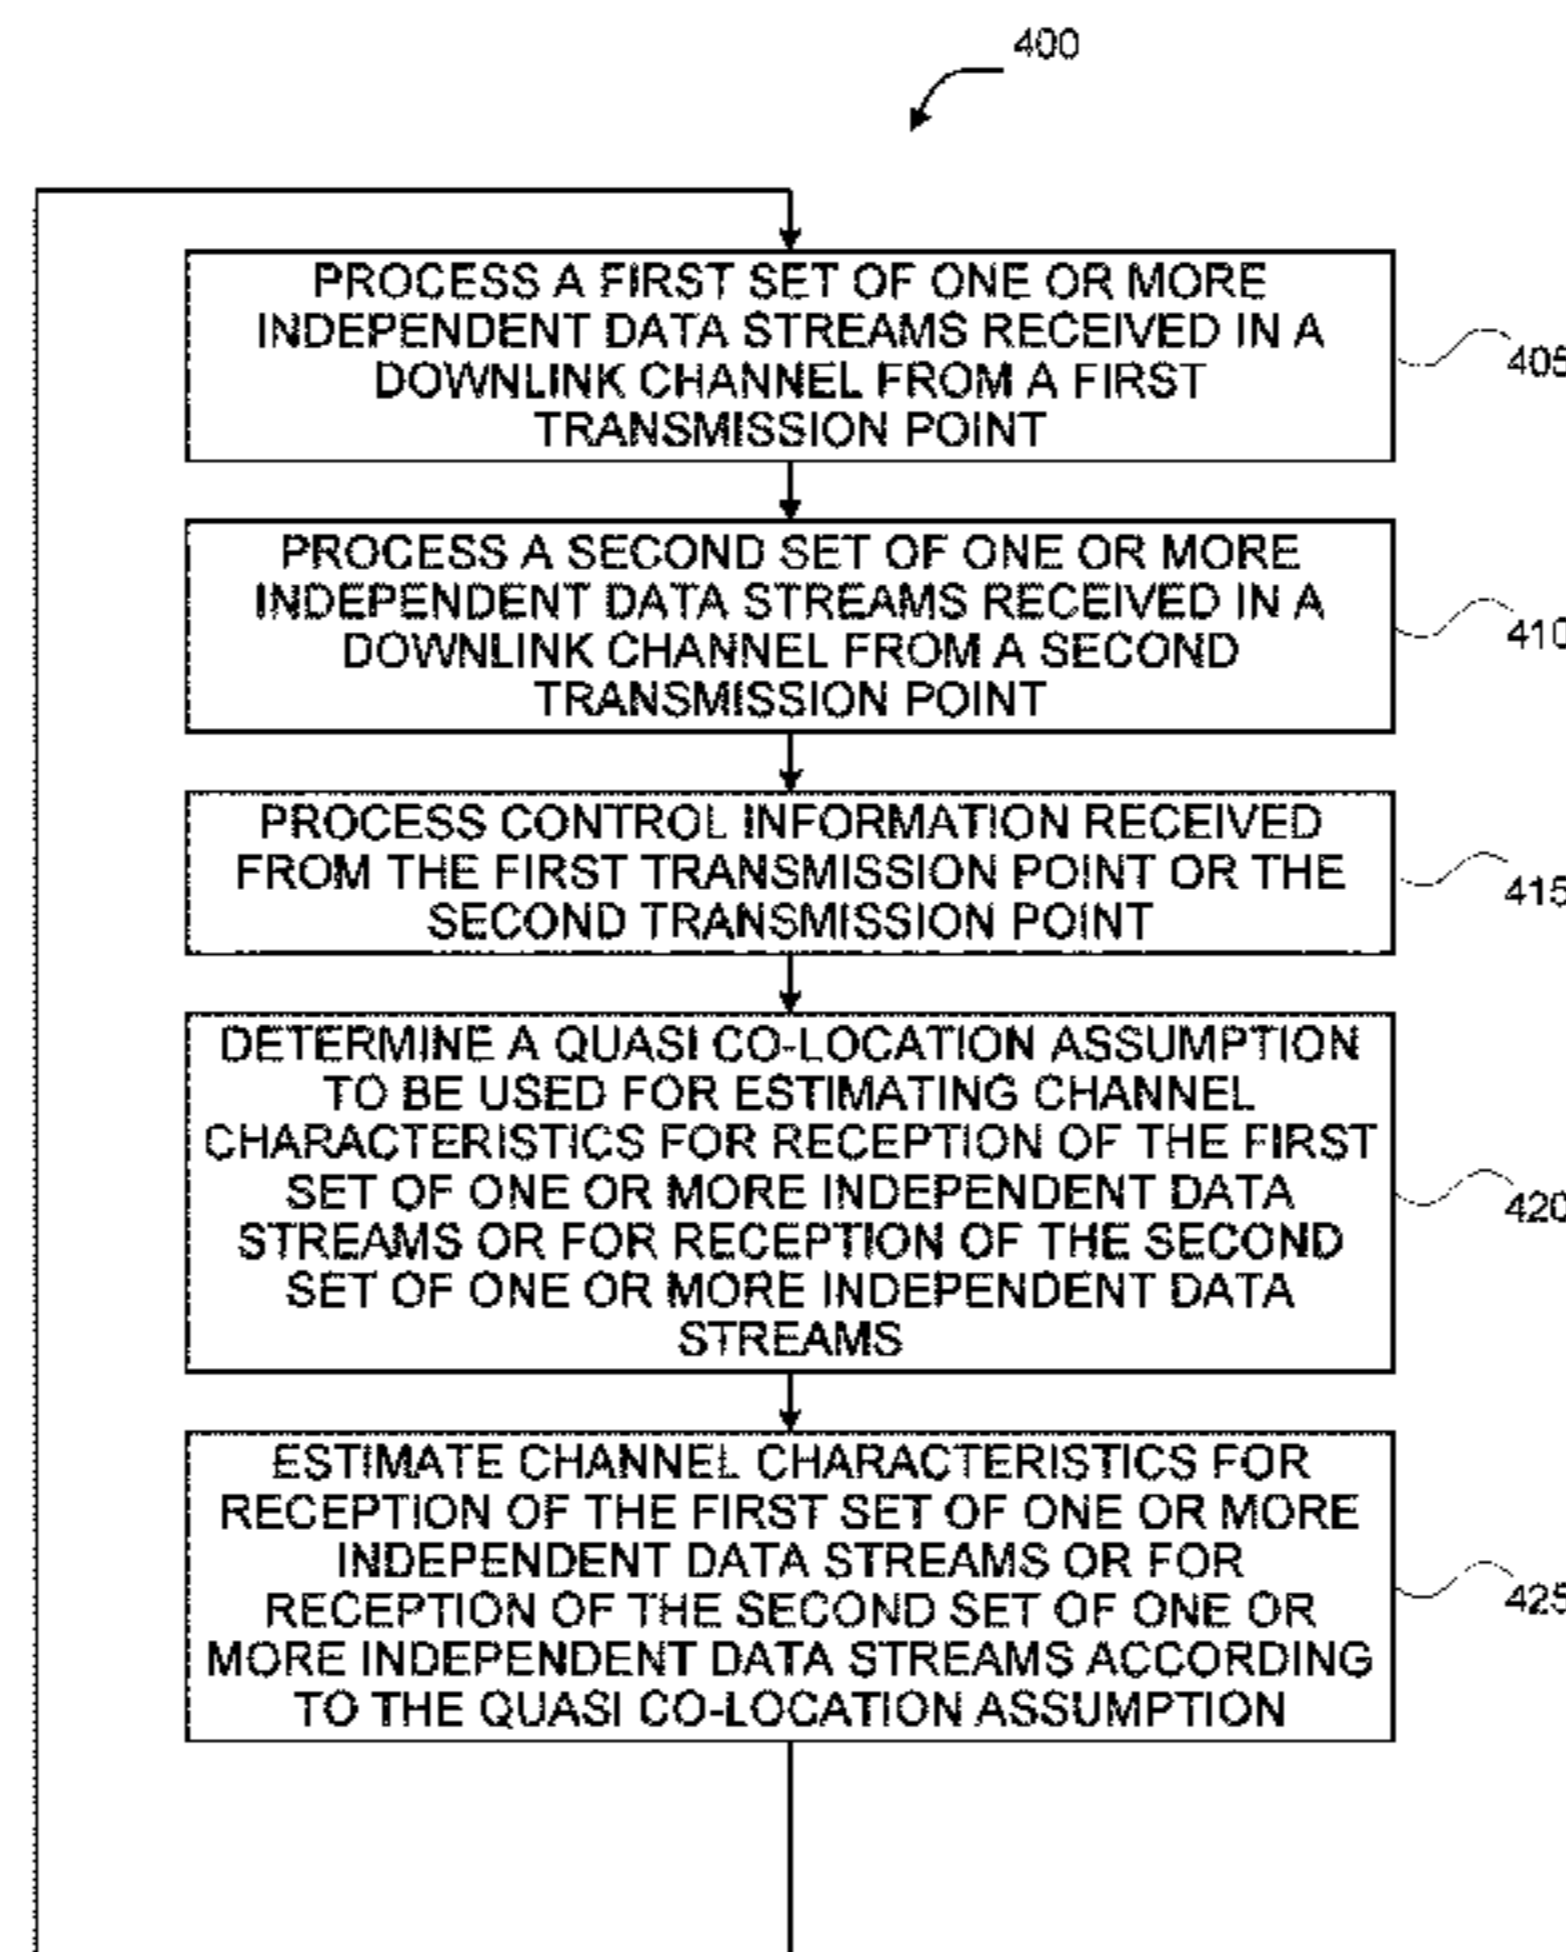 400
PROCESS A FIRST SET OF ONE OR MORE
INDEPENDENT DATA STREAMS RECEIVED IN A
DOWNLINK CHANNEL FROM A FIRST
TRANSMISSION POINT
405
PROCESS A SECOND SET OF ONE OR MORE
INDEPENDENT DATA STREAMS RECEIVED IN A
DOWNLINK CHANNEL FROM A SECOND
TRANSMISSION POINT
410
PROCESS CONTROL INFORMATION RECEIVED
FROM THE FIRST TRANSMISSION POINT OR THE
SECOND TRANSMISSION POINT
415
DETERMINE A QUASI CO-LOCATION ASSUMPTION
TO BE USED FOR ESTIMATING CHANNEL
CHARACTERISTICS FOR RECEPTION OF THE FIRST
SET OF ONE OR MORE INDEPENDENT DATA
STREAMS OR FOR RECEPTION OF THE SECOND
SET OF ONE OR MORE INDEPENDENT DATA
STREAMS
420
ESTIMATE CHANNEL CHARACTERISTICS FOR
RECEPTION OF THE FIRST SET OF ONE OR MORE
INDEPENDENT DATA STREAMS OR FOR
RECEPTION OF THE SECOND SET OF ONE OR
MORE INDEPENDENT DATA STREAMS ACCORDING
TO THE QUASI CO-LOCATION ASSUMPTION
425